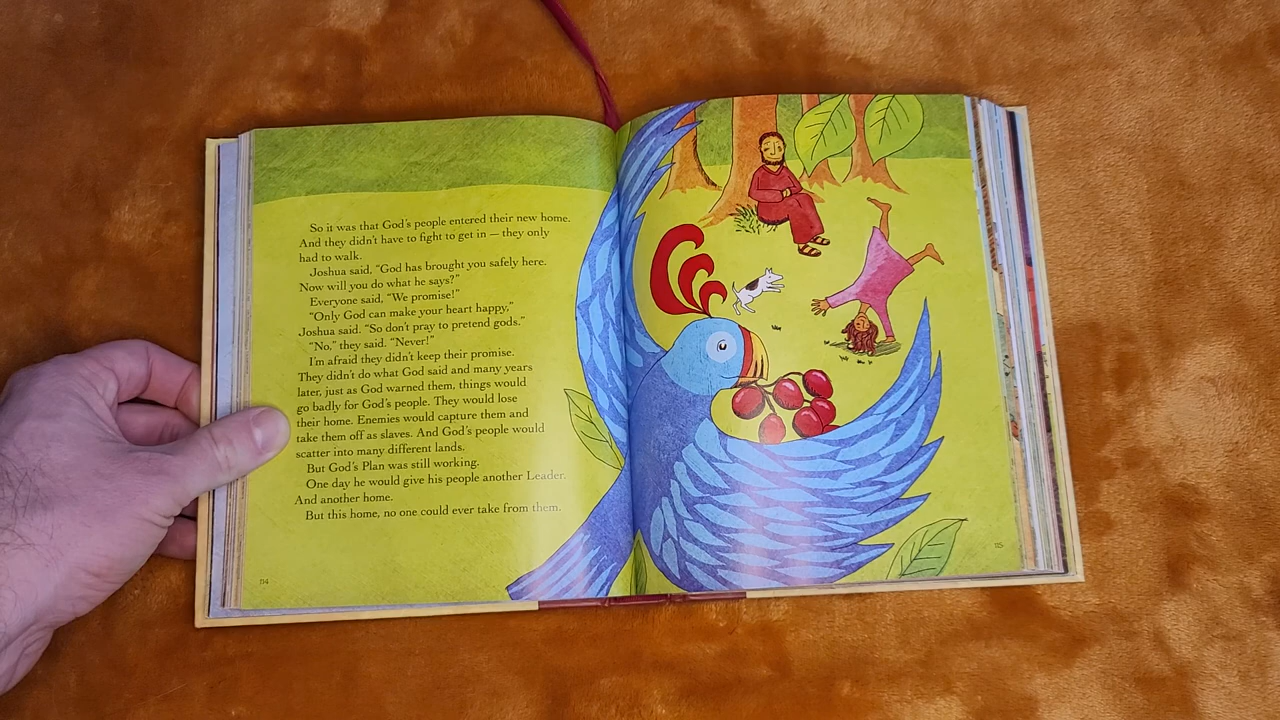 So it was that God's people entered their new home.
And they didn't have to fight to get in — they only
had to walk.
Joshua said, “God has brought you safely here.
Now will you do what he says?”
Everyone said, “We promise!”
“Only God can make your heart happy,”
Joshua said. “So don't pray to pretend gods.”
“No,” they said. “Never!”
I'm afraid they didn't keep their promise.
They didn't do what God said and many years
later, just as God warned them, things would
go badly for God's people. They would lose
their home. Enemies would capture them and
take them off as slaves. And God's people would
scatter into many different lands.
But God's Plan was still working.
One day he would give his people another Leader.
And another home.
But this home, no one could ever take from them.
114
115